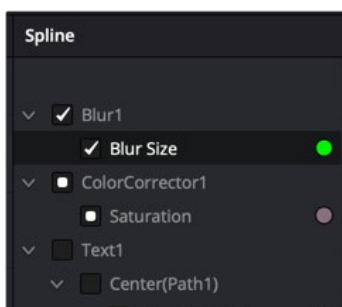 Spline
Blur1
Blur Size
ColorCorrector1
Saturation
Text1
Center(Path1)